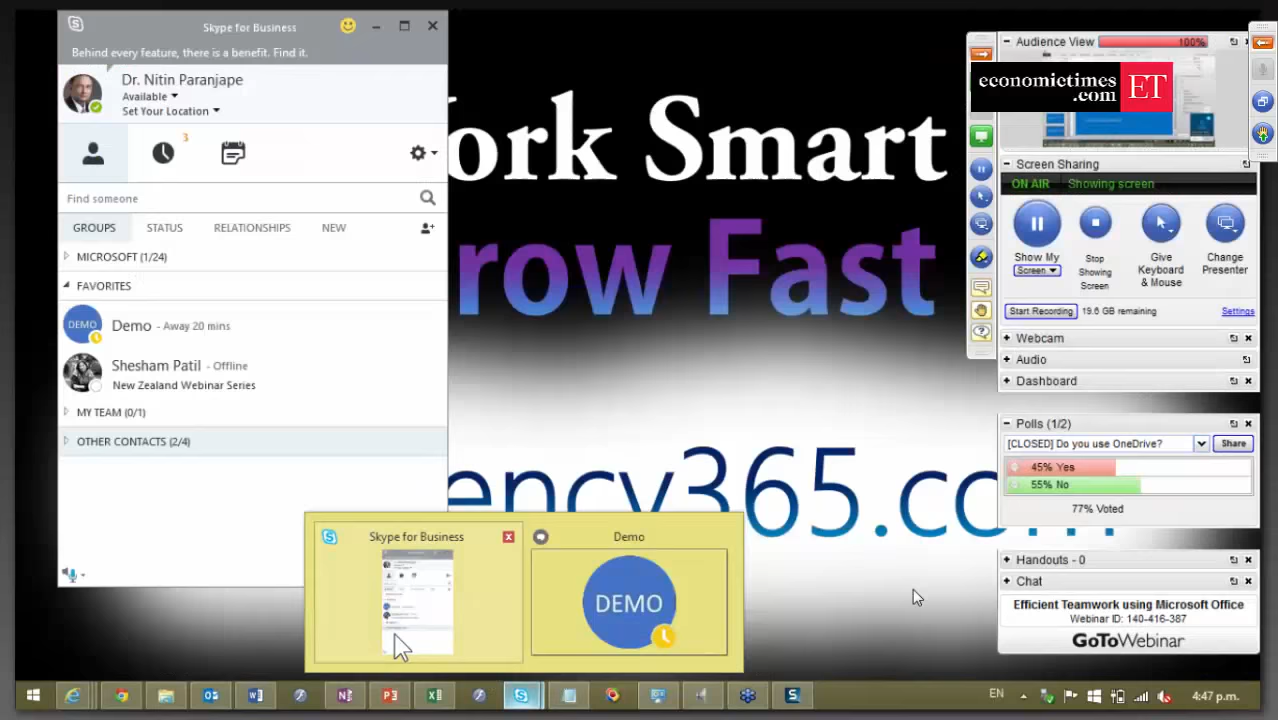 Skype for Business
Behind every feature, there is a benefit. Find it.
Dr. Nitin Paranjape
Available
Set Your Location
3
Find someone
GROUPS
STATUS
RELATIONSHIPS
NEW
MICROSOFT (1/24)
FAVORITES
DEMO
Demo - Away 20 mins
Shesham Patil - Offline
New Zealand Webinar Series
MY TEAM (0/1)
OTHER CONTACTS (2/4)
ork Smart
row Fast
ency365.com
Skype for Business
Demo
DEMO
Audience View
100%
economictimes
.com
ET
Screen Sharing
ON AIR
Showing screen
Show My
Screen
Stop
Showing
Screen
Give
Keyboard
& Mouse
Change
Presenter
Start Recording
19.6 GB remaining
Settings
Webcam
Audio
Dashboard
Polls (1/2)
[CLOSED] Do you use OneDrive?
Share
45% Yes
55% No
77% Voted
Handouts - 0
Chat
Efficient Teamwork using Microsoft Office
Webinar ID: 140-416-387
GoToWebinar
EN
4:47 p.m.